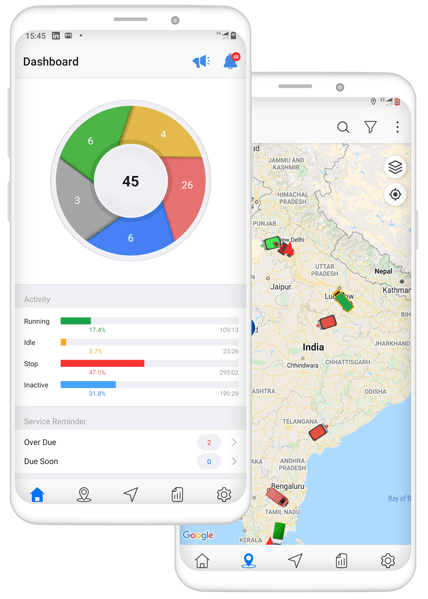 15:45
Dashboard
6
4
3
45
26
6
Activity
Running
17.4%
109:13
Idle
3.7%
23:26
Stop
47.0%
295:02
Inactive
31.8%
199:29
Service Reminder
Over Due
2
Due Soon
0
ad
JAMMU AND
KASHMIR
HIMACHAL
PRADESH
PUNJAB
New Delhi
UTTAR
PRADESH
Nepal
Kathman
Jaipur
Lucknow
JHARKHAND
India
CHHATTISGARH
Chhindwara
ASHTRA
ODISHA
TELANGANA
ANDHRA
PRADESH
Bengaluru
Bay of B
TAMIL NADU
KERALA
Google